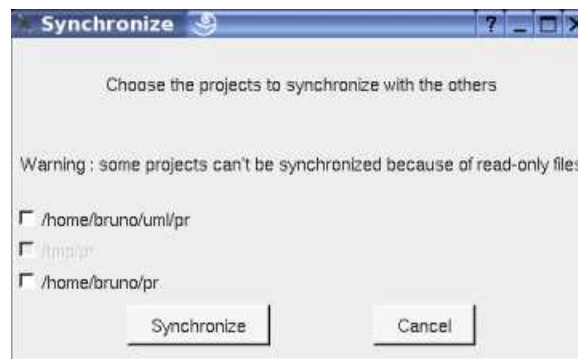 Synchronize
Choose the projects to synchronize with the others
Warning : some projects can't be synchronized because of read-only files
/home/bruno/uml/pr
/tmp/pr
/home/bruno/pr
Synchronize Cancel